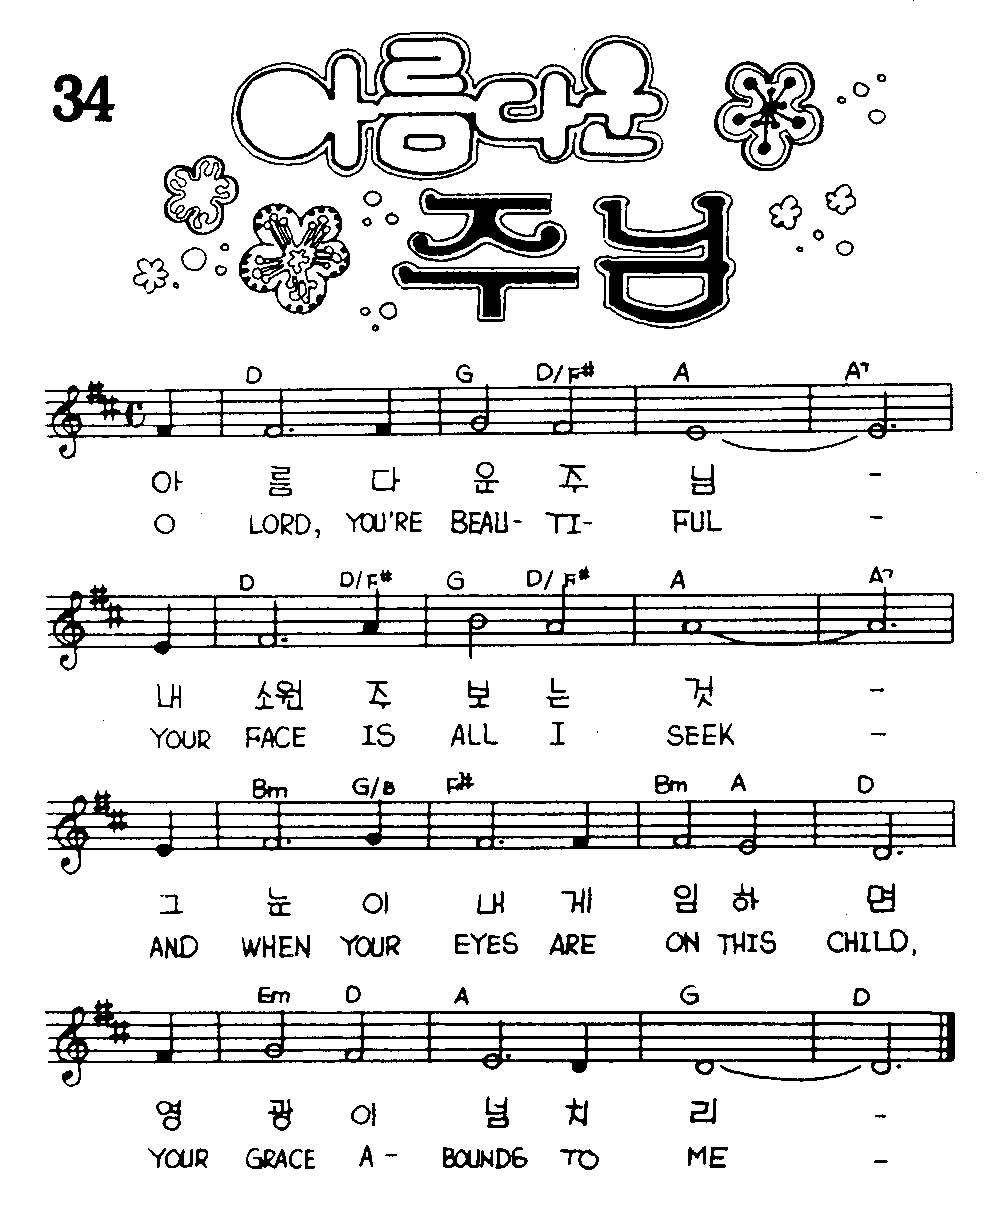 34
아름다운
주님
D G D/F# A A7
아 름 다 운 주 님 -
O LORD, YOU'RE BEAU- TI- FUL -
D D/F# G D/F# A A7
내 소원 주 보 는 것 -
YOUR FACE IS ALL I SEEK -
Bm G/B F# Bm A D
그 눈 이 내 게 임 하 면
AND WHEN YOUR EYES ARE ON THIS CHILD,
Em D A G D
영 광 이 넘 치 리 -
YOUR GRACE A- BOUNDS TO ME -